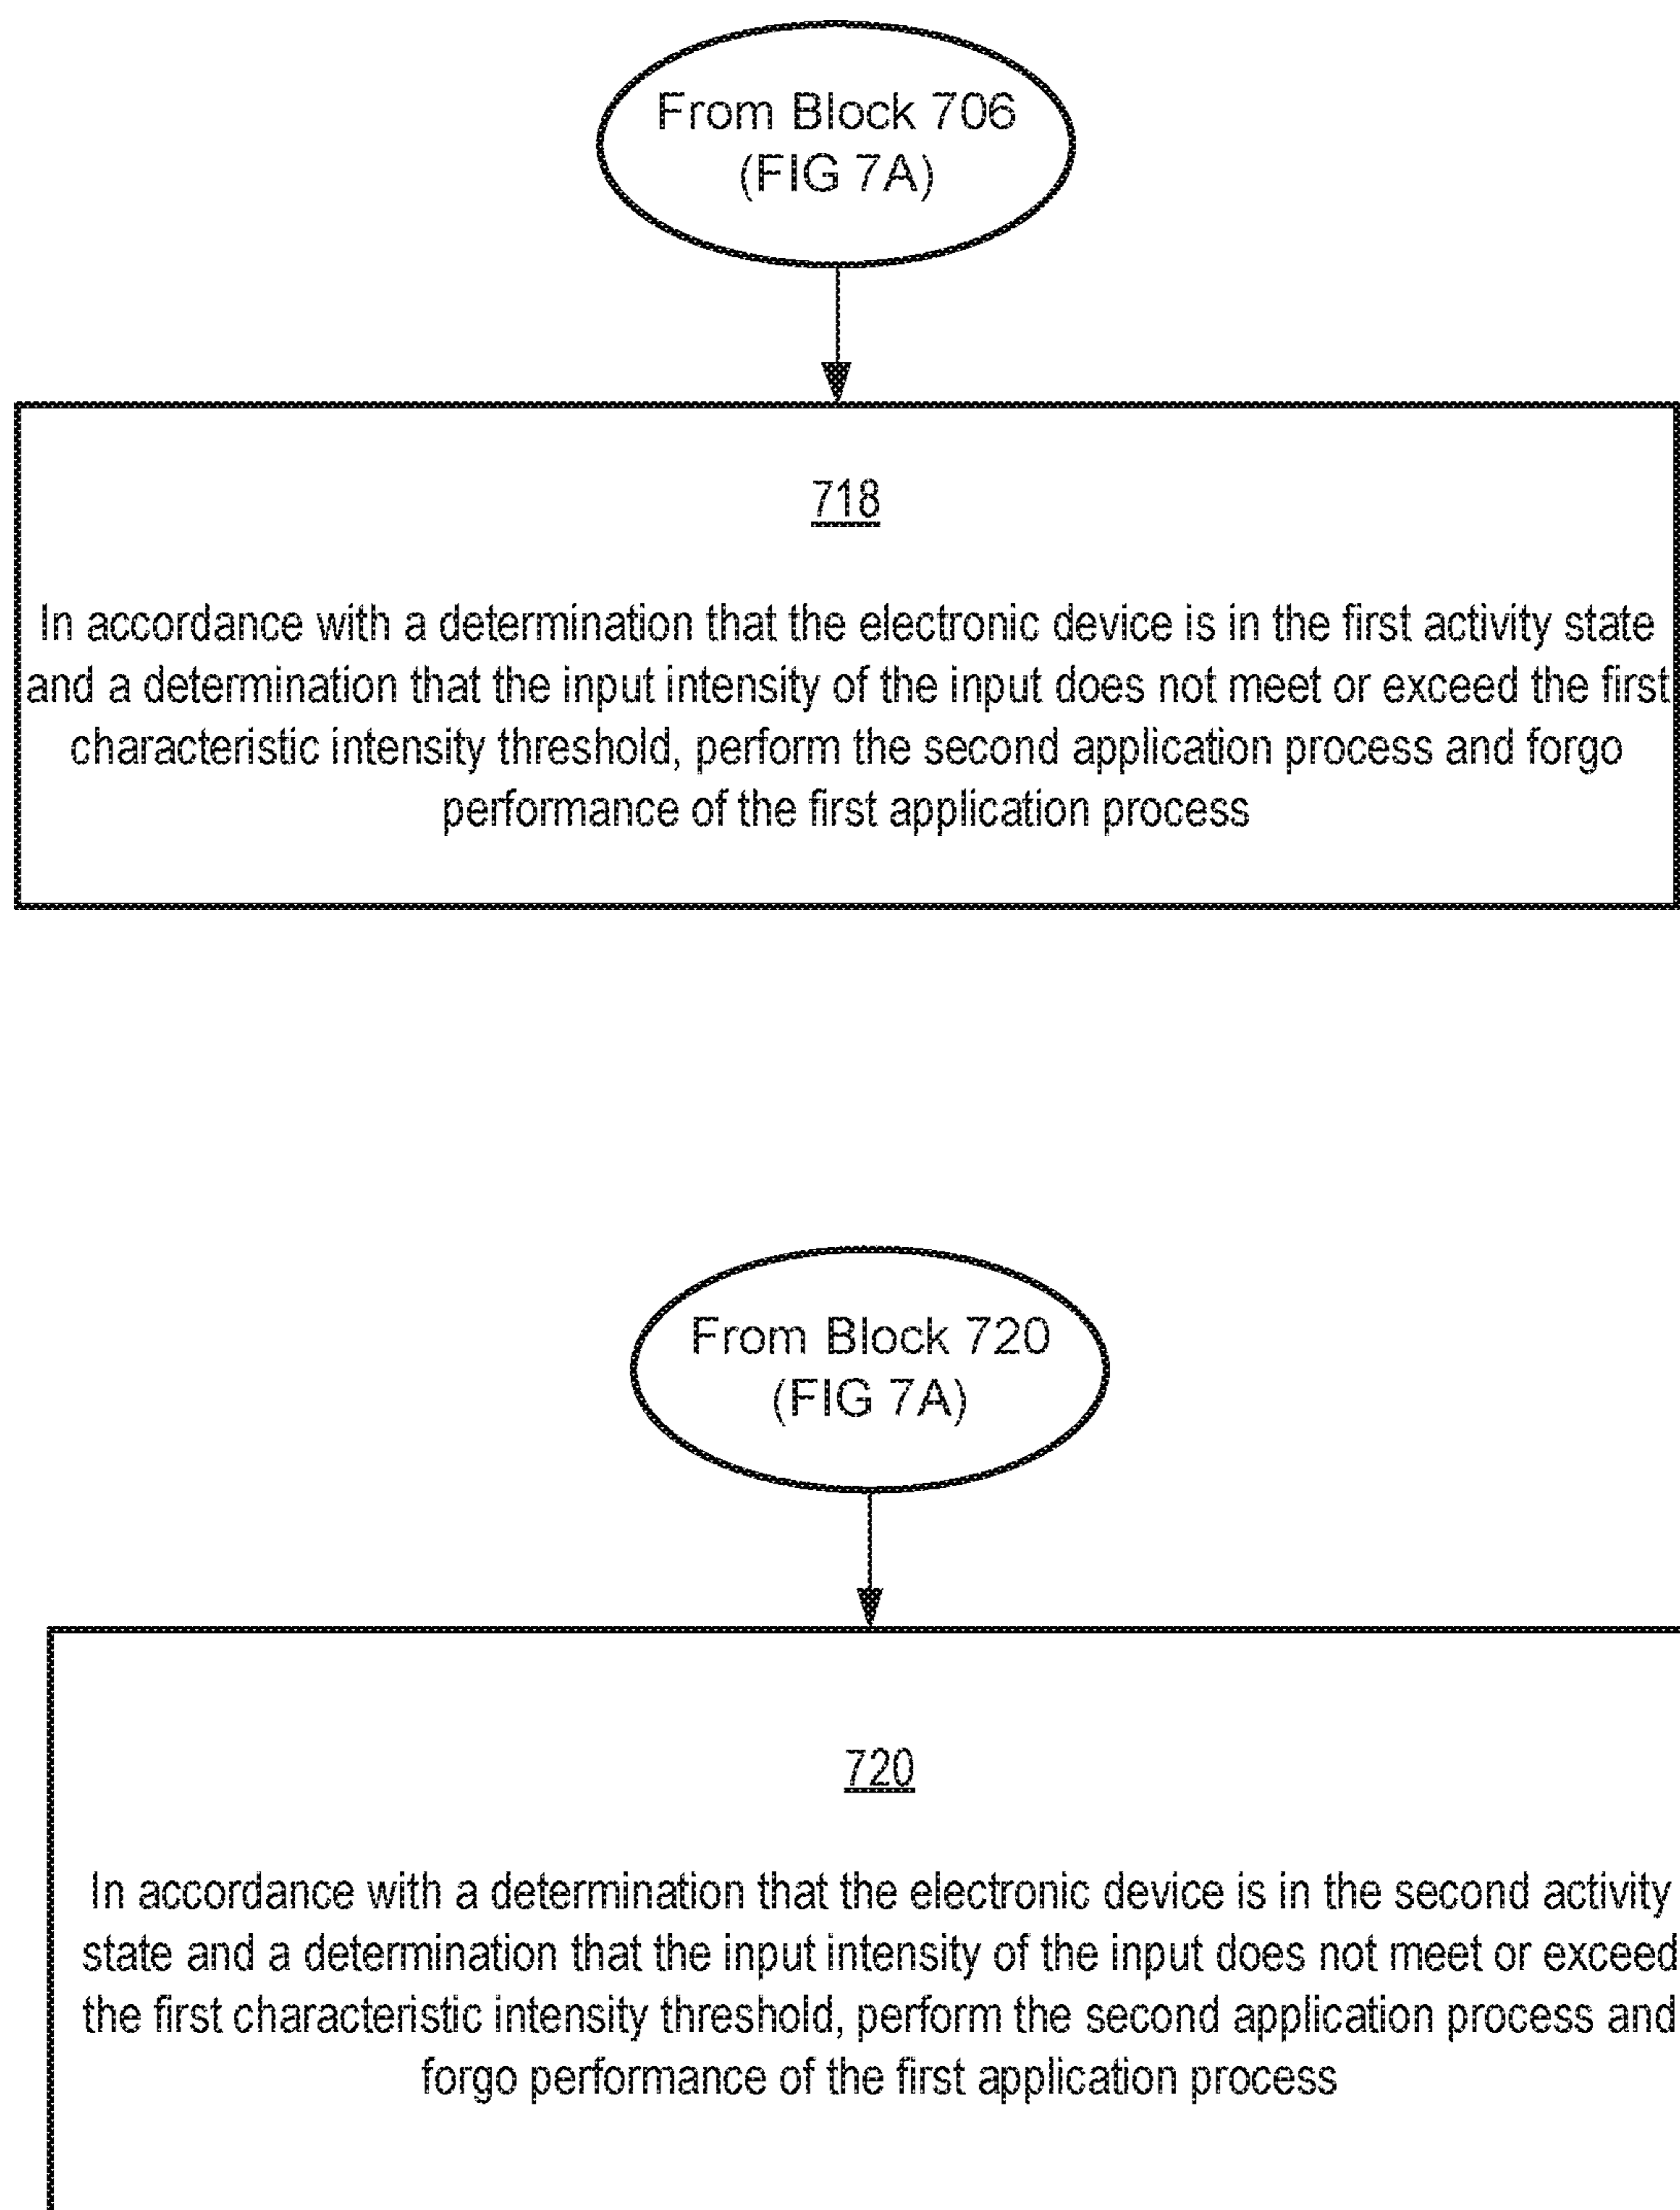 From Block 706
(FIG 7A)
718
In accordance with a determination that the electronic device is in the first activity state
and a determination that the input intensity of the input does not meet or exceed the first
characteristic intensity threshold, perform the second application process and forgo
performance of the first application process
From Block 720
(FIG 7A)
720
In accordance with a determination that the electronic device is in the second activity
state and a determination that the input intensity of the input does not meet or exceed
the first characteristic intensity threshold, perform the second application process and
forgo performance of the first application process